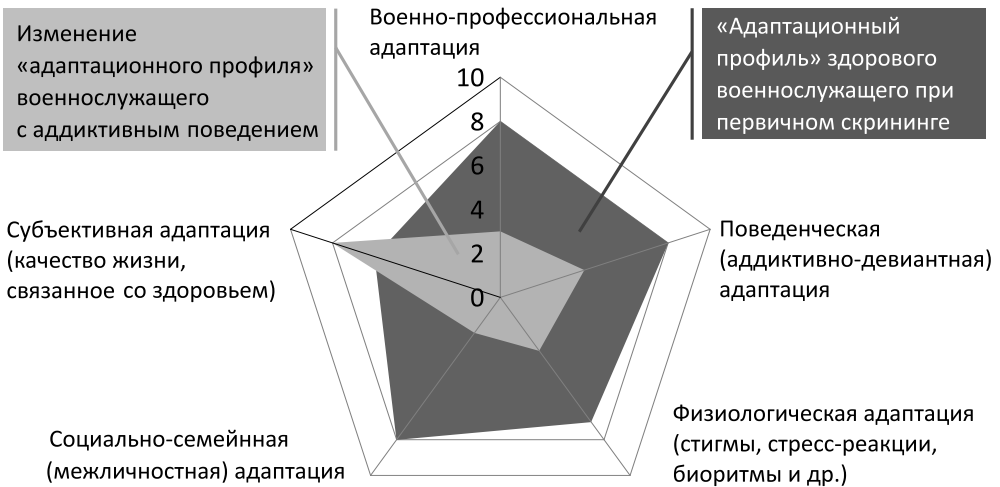 Изменение
«адаптационного профиля»
военнослужащего
с аддиктивным поведением
Военно-профессиональная
адаптация
«Адаптационный
профиль» здорового
военнослужащего при
первичном скрининге
10
8
6
4
2
0
Субъективная адаптация
(качество жизни,
связанное со здоровьем)
Поведенческая
(аддиктивно-девиантная)
адаптация
Социально-семейнная
(межличностная) адаптация
Физиологическая адаптация
(стигмы, стресс-реакции,
биоритмы и др.)